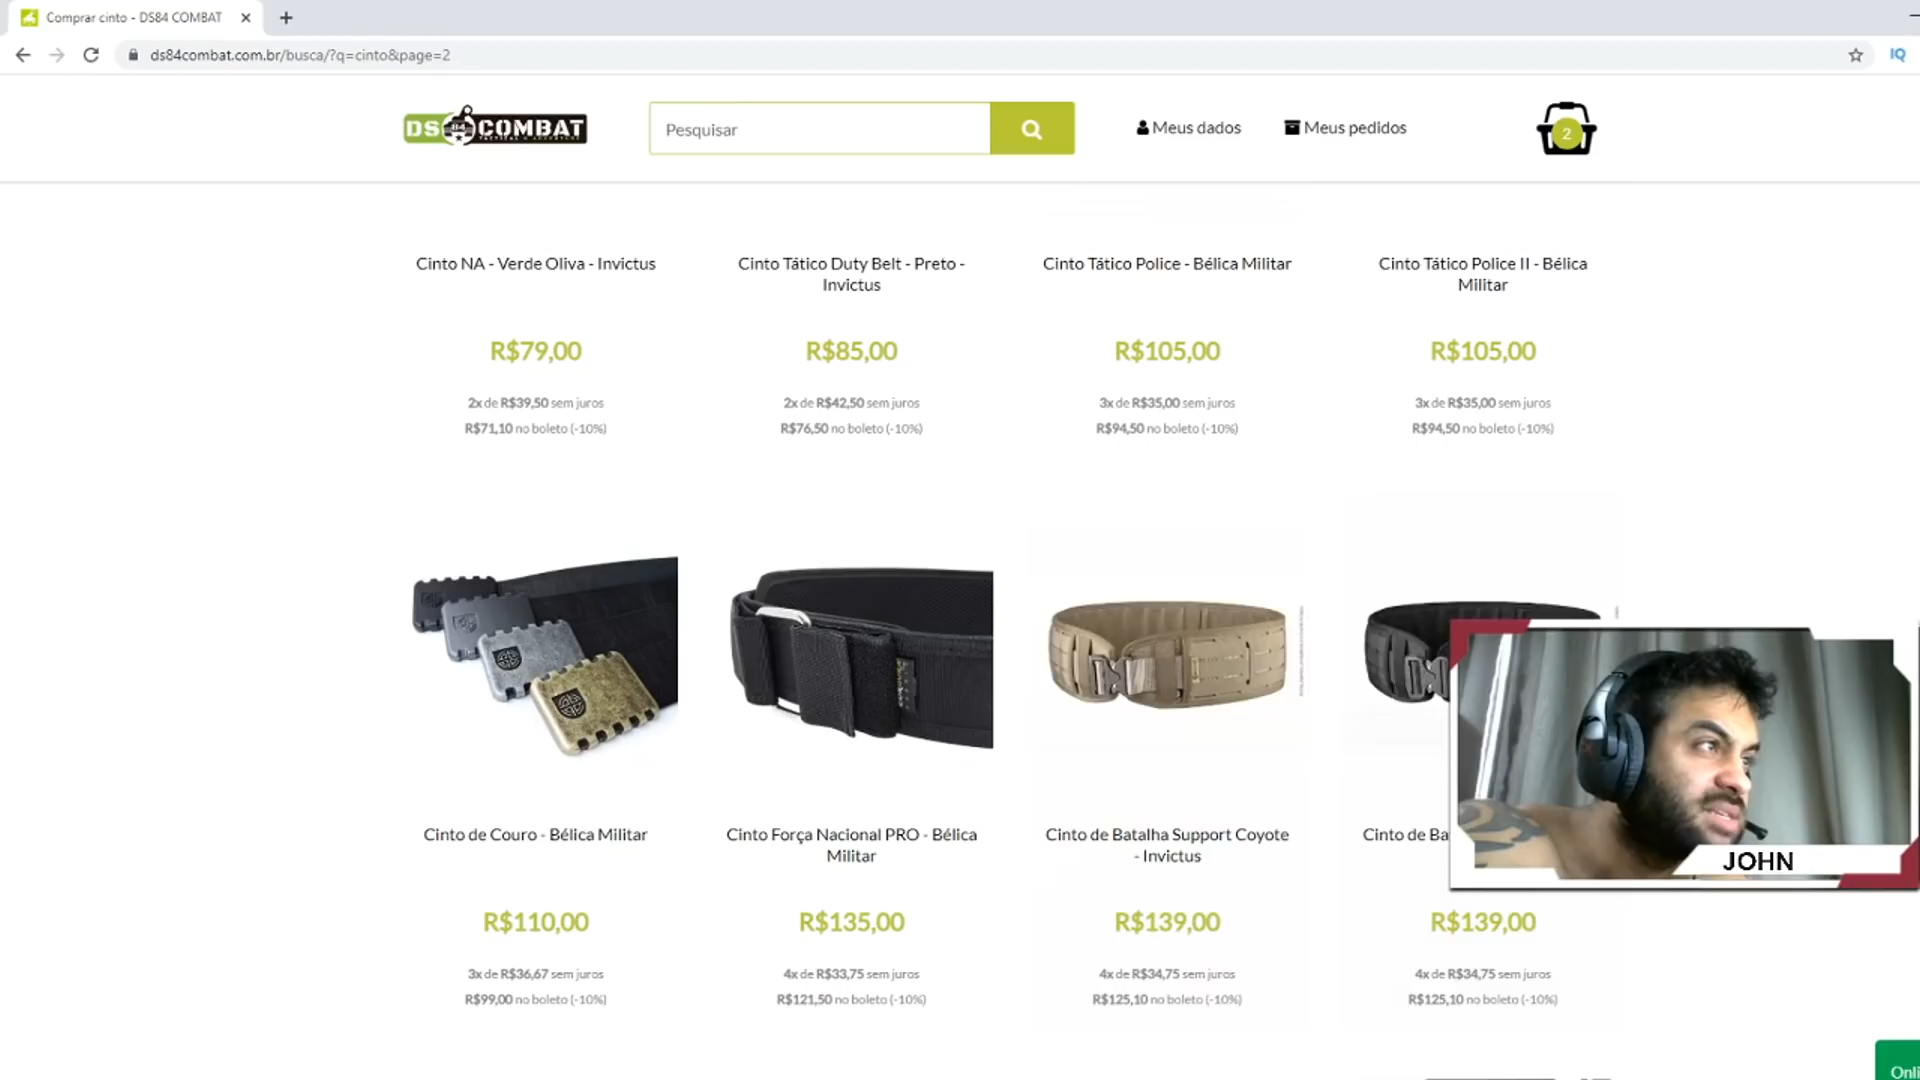 Comprar cinto - DS84 COMBAT
ds84combat.com.br/busca/?q=cinto&page=2
IQ
DS 84 COMBAT
Pesquisar
Meus dados
Meus pedidos
2
Cinto NA - Verde Oliva - Invictus
R$79,00
2x de R$39,50 sem juros
R$71,10 no boleto (-10%)
Cinto Tático Duty Belt - Preto -
Invictus
R$85,00
2x de R$42,50 sem juros
R$76,50 no boleto (-10%)
Cinto Tático Police - Bélica Militar
R$105,00
3x de R$35,00 sem juros
R$94,50 no boleto (-10%)
Cinto Tático Police II - Bélica
Militar
R$105,00
3x de R$35,00 sem juros
R$94,50 no boleto (-10%)
Cinto de Couro - Bélica Militar
R$110,00
3x de R$36,67 sem juros
R$99,00 no boleto (-10%)
Cinto Força Nacional PRO - Bélica
Militar
R$135,00
4x de R$33,75 sem juros
R$121,50 no boleto (-10%)
Cinto de Batalha Support Coyote
- Invictus
R$139,00
4x de R$34,75 sem juros
R$125,10 no boleto (-10%)
Cinto de Ba
R$139,00
4x de R$34,75 sem juros
R$125,10 no boleto (-10%)
JOHN
Onli